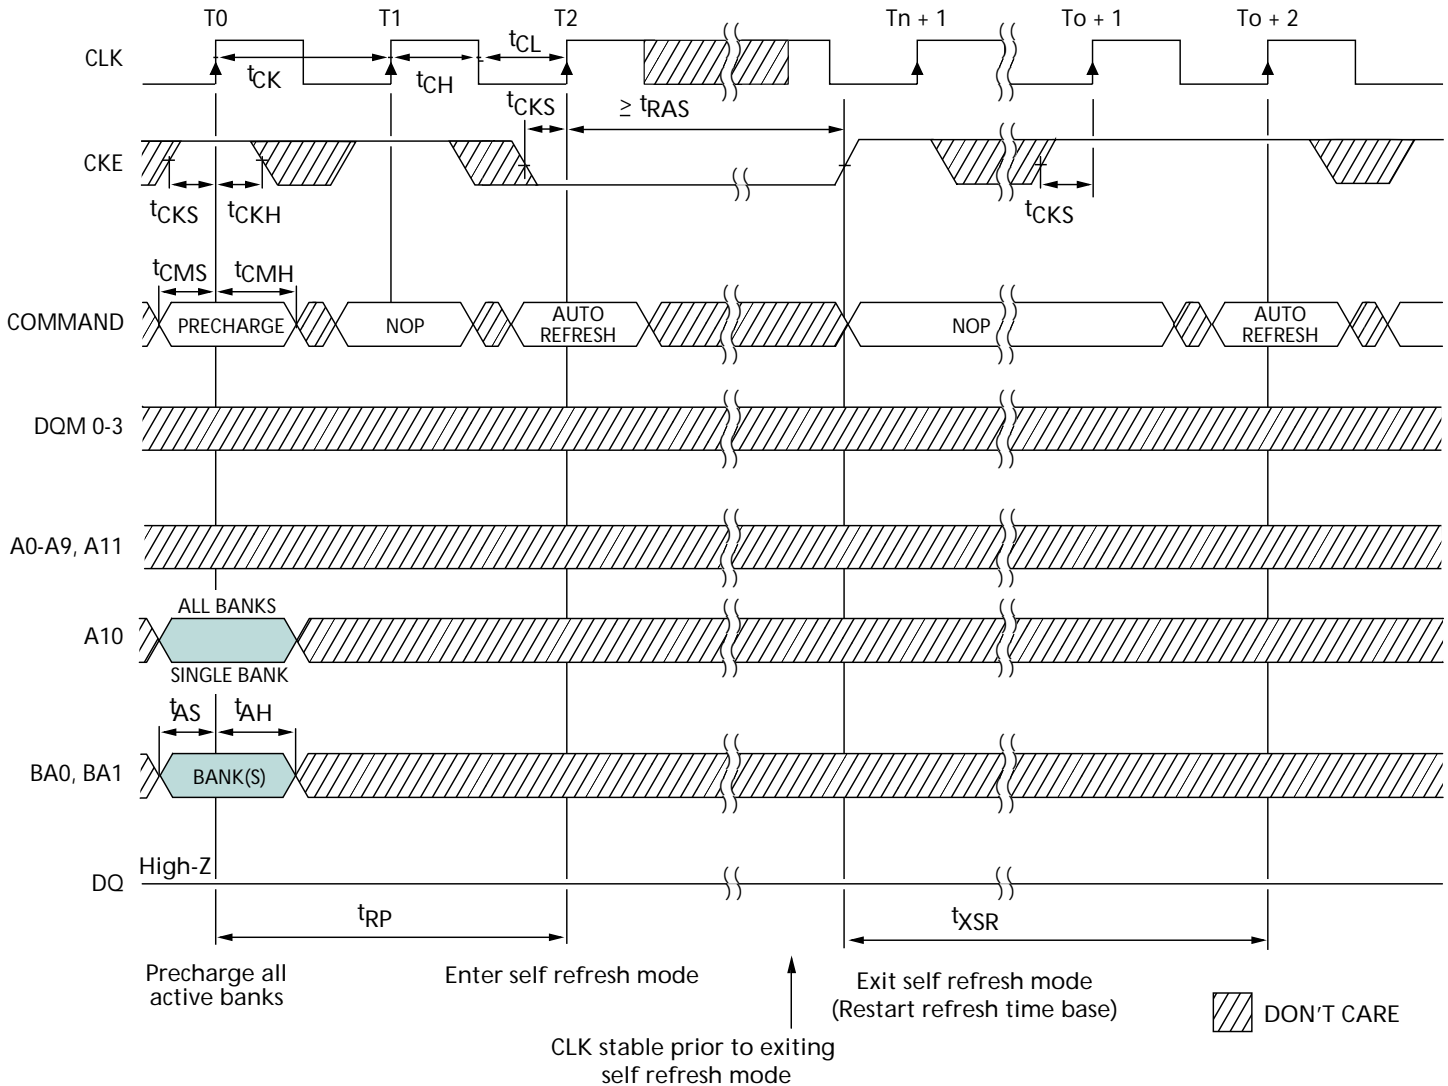 T0 T1 T2 Tn + 1 To + 1 To + 2
CLK
tCK tCH tCL
tCKS ≥ tRAS
CKE
tCKS tCKH tCKS
tCMS tCMH
COMMAND PRECHARGE NOP AUTO REFRESH NOP AUTO REFRESH
DQM 0-3
A0-A9, A11
ALL BANKS
A10
SINGLE BANK
tAS tAH
BA0, BA1 BANK(S)
High-Z
DQ
tRP tXSR
Precharge all
active banks
Enter self refresh mode
Exit self refresh mode
(Restart refresh time base)
CLK stable prior to exiting
self refresh mode
DON'T CARE